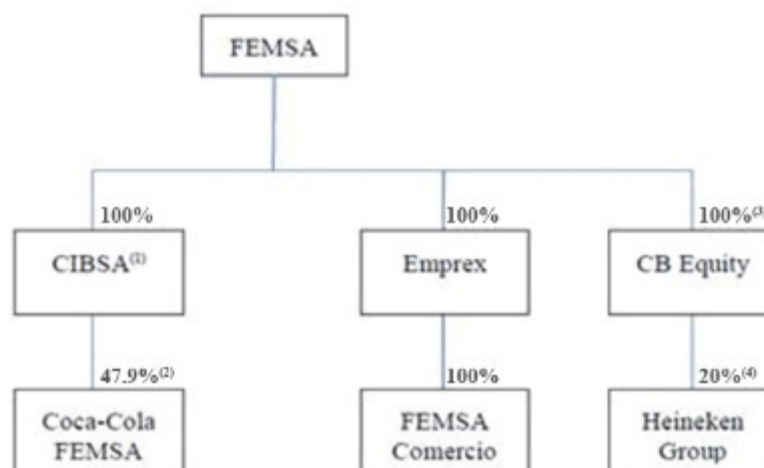 FEMSA
100%
100%
100%(3)
CIBSA(1)
Emprex
CB Equity
47.9%(2)
100%
20%(4)
Coca-Cola
FEMSA
FEMSA
Comercio
Heineken
Group